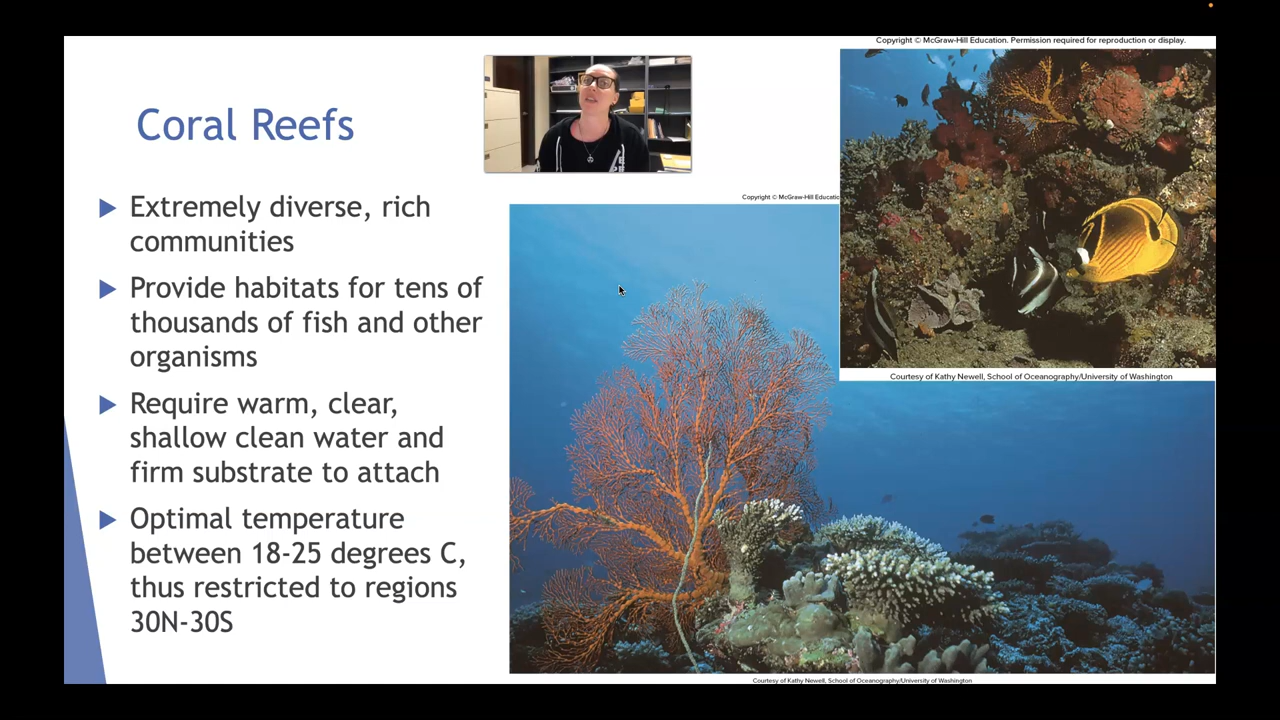 Copyright © McGraw-Hill Education. Permission required for reproduction or display.
Coral Reefs
Extremely diverse, rich
communities
Provide habitats for tens of
thousands of fish and other
organisms
Require warm, clear,
shallow clean water and
firm substrate to attach
Optimal temperature
between 18-25 degrees C,
thus restricted to regions
30N-30S
Copyright © McGraw-Hill Educatio
Courtesy of Kathy Newell, School of Oceanography/University of Washington
Courtesy of Kathy Newell, School of Oceanography/University of Washington